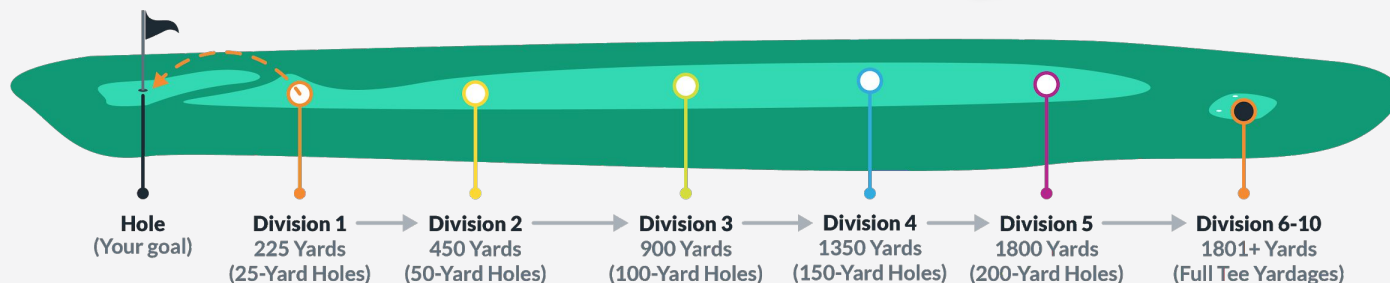 Hole
(Your goal)
Division 1
225 Yards
(25-Yard Holes)
Division 2
450 Yards
(50-Yard Holes)
Division 3
900 Yards
(100-Yard Holes)
Division 4
1350 Yards
(150-Yard Holes)
Division 5
1800 Yards
(200-Yard Holes)
Division 6-10
1801+ Yards
(Full Tee Yardages)